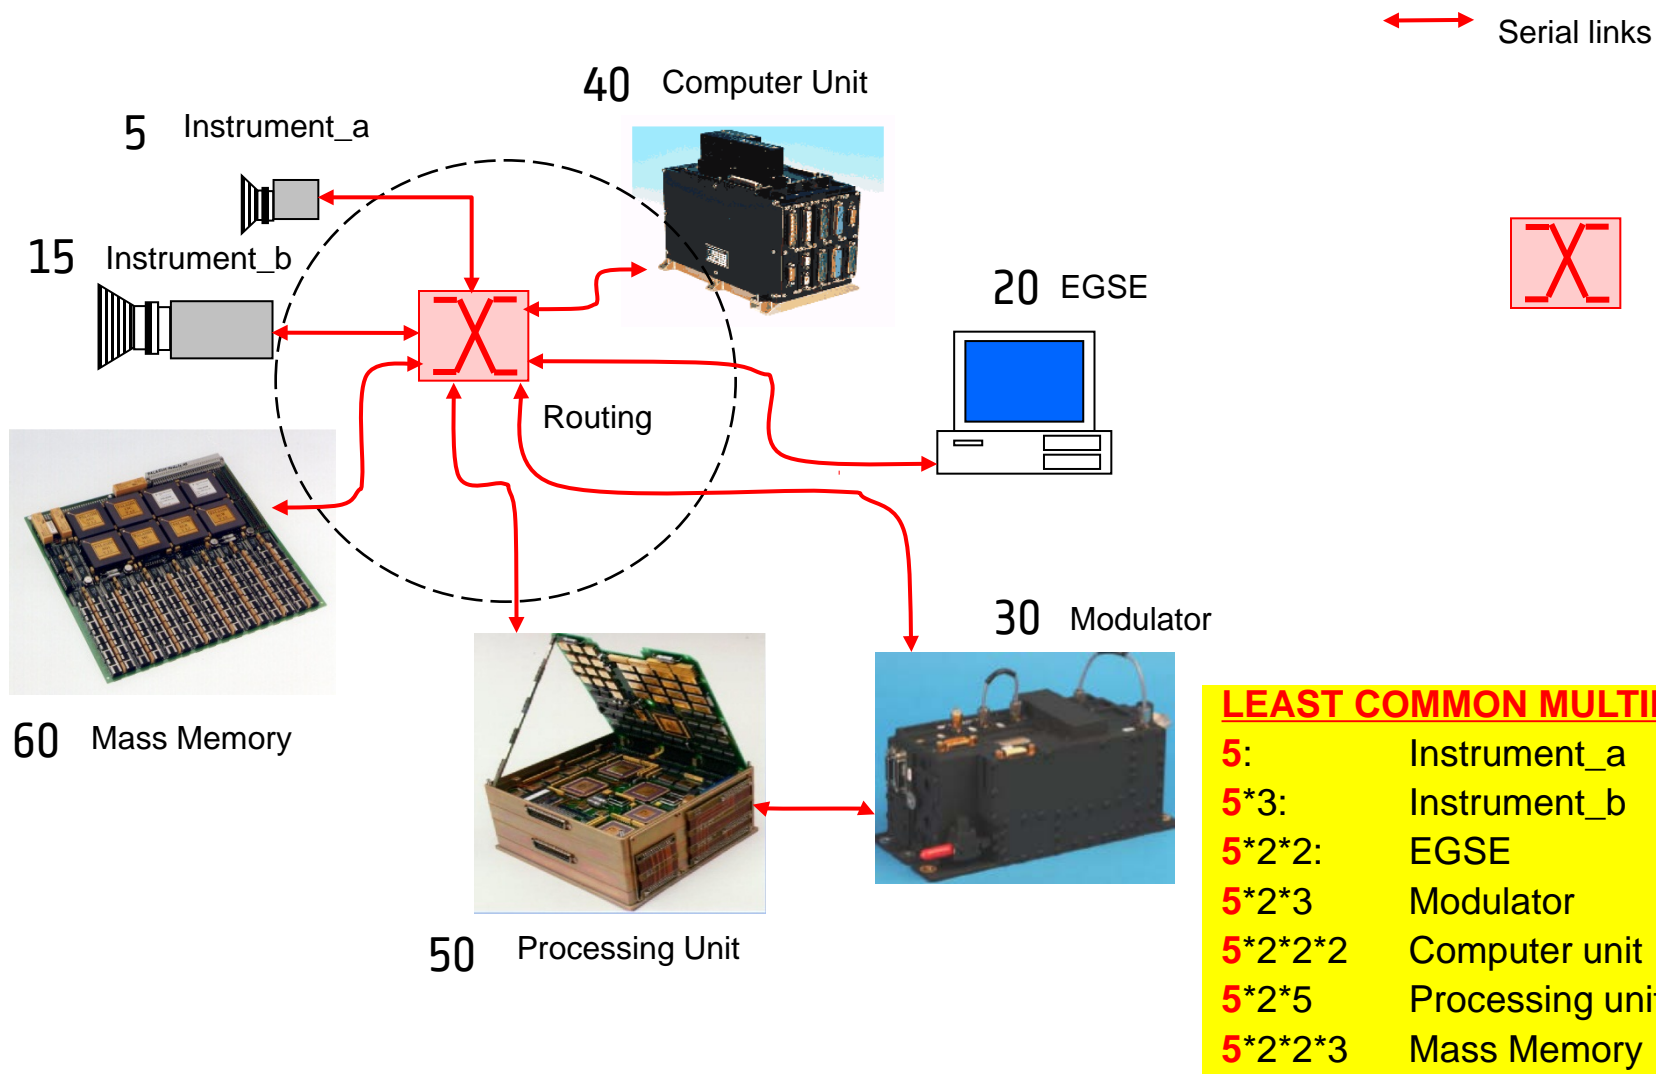 Serial links
40 Computer Unit
5 Instrument_a
15 Instrument_b
20 EGSE
Routing
30 Modulator
60 Mass Memory
50 Processing Unit
LEAST COMMON
5: Instrument_a
5*3: Instrument_b
5*2*2: EGSE
5*2*3 Modulator
5*2*2*2 Computer unit
5*2*5 Processing unit
5*2*2*3 Mass Memory